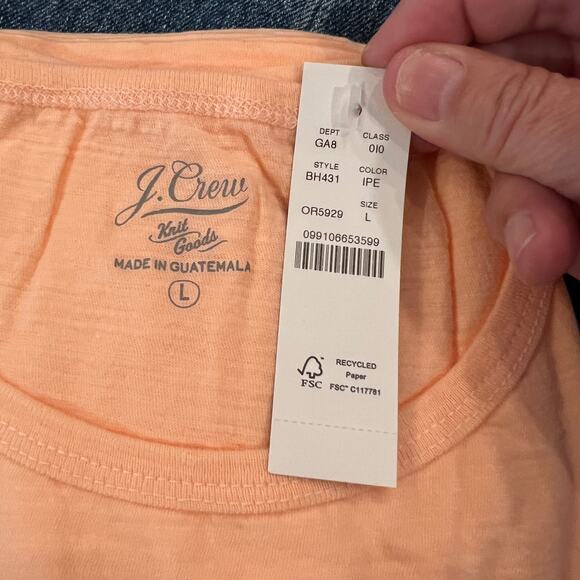 J.Crew
Knit
Goods
MADE IN GUATEMALA
L
DEPT CLASS
GA8 010
STYLE COLOR
BH431 IPE
SIZE
OR5929 L
099106653599
FSC
RECYCLED
Paper
FSC™ C117781